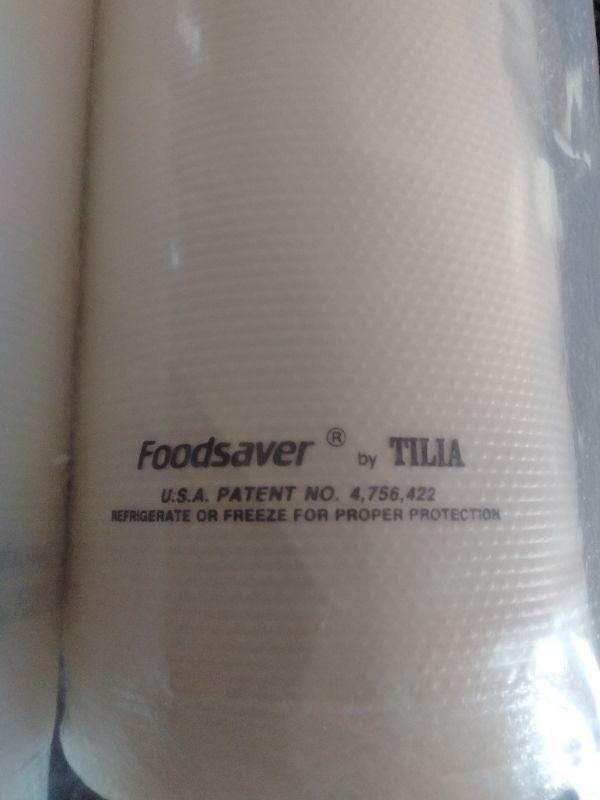 Foodsaver ® by TILIA
U.S.A. PATENT NO. 4,756,422
REFRIGERATE OR FREEZE FOR PROPER PROTECTION